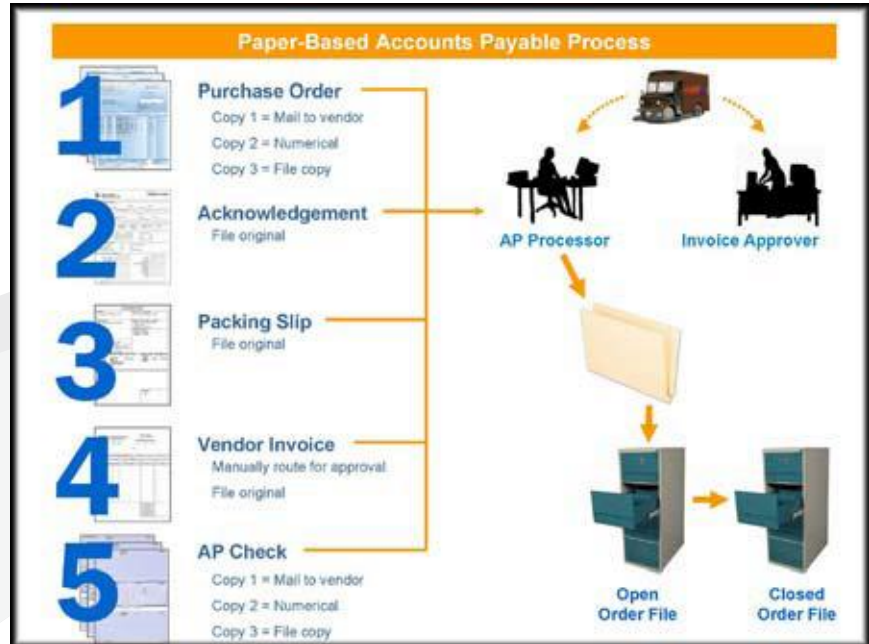 Paper-Based Accounts Payable Process
1
Purchase Order
Copy 1 = Mail to vendor
Copy 2 = Numerical
Copy 3 = File copy
2
Acknowledgement
File original
3
Packing Slip
File original
4
Vendor Invoice
Manually route for approval
File original
5
AP Check
Copy 1 = Mail to vendor
Copy 2 = Numerical
Copy 3 = File copy
AP Processor
Invoice Approver
Open
Order File
Closed
Order File